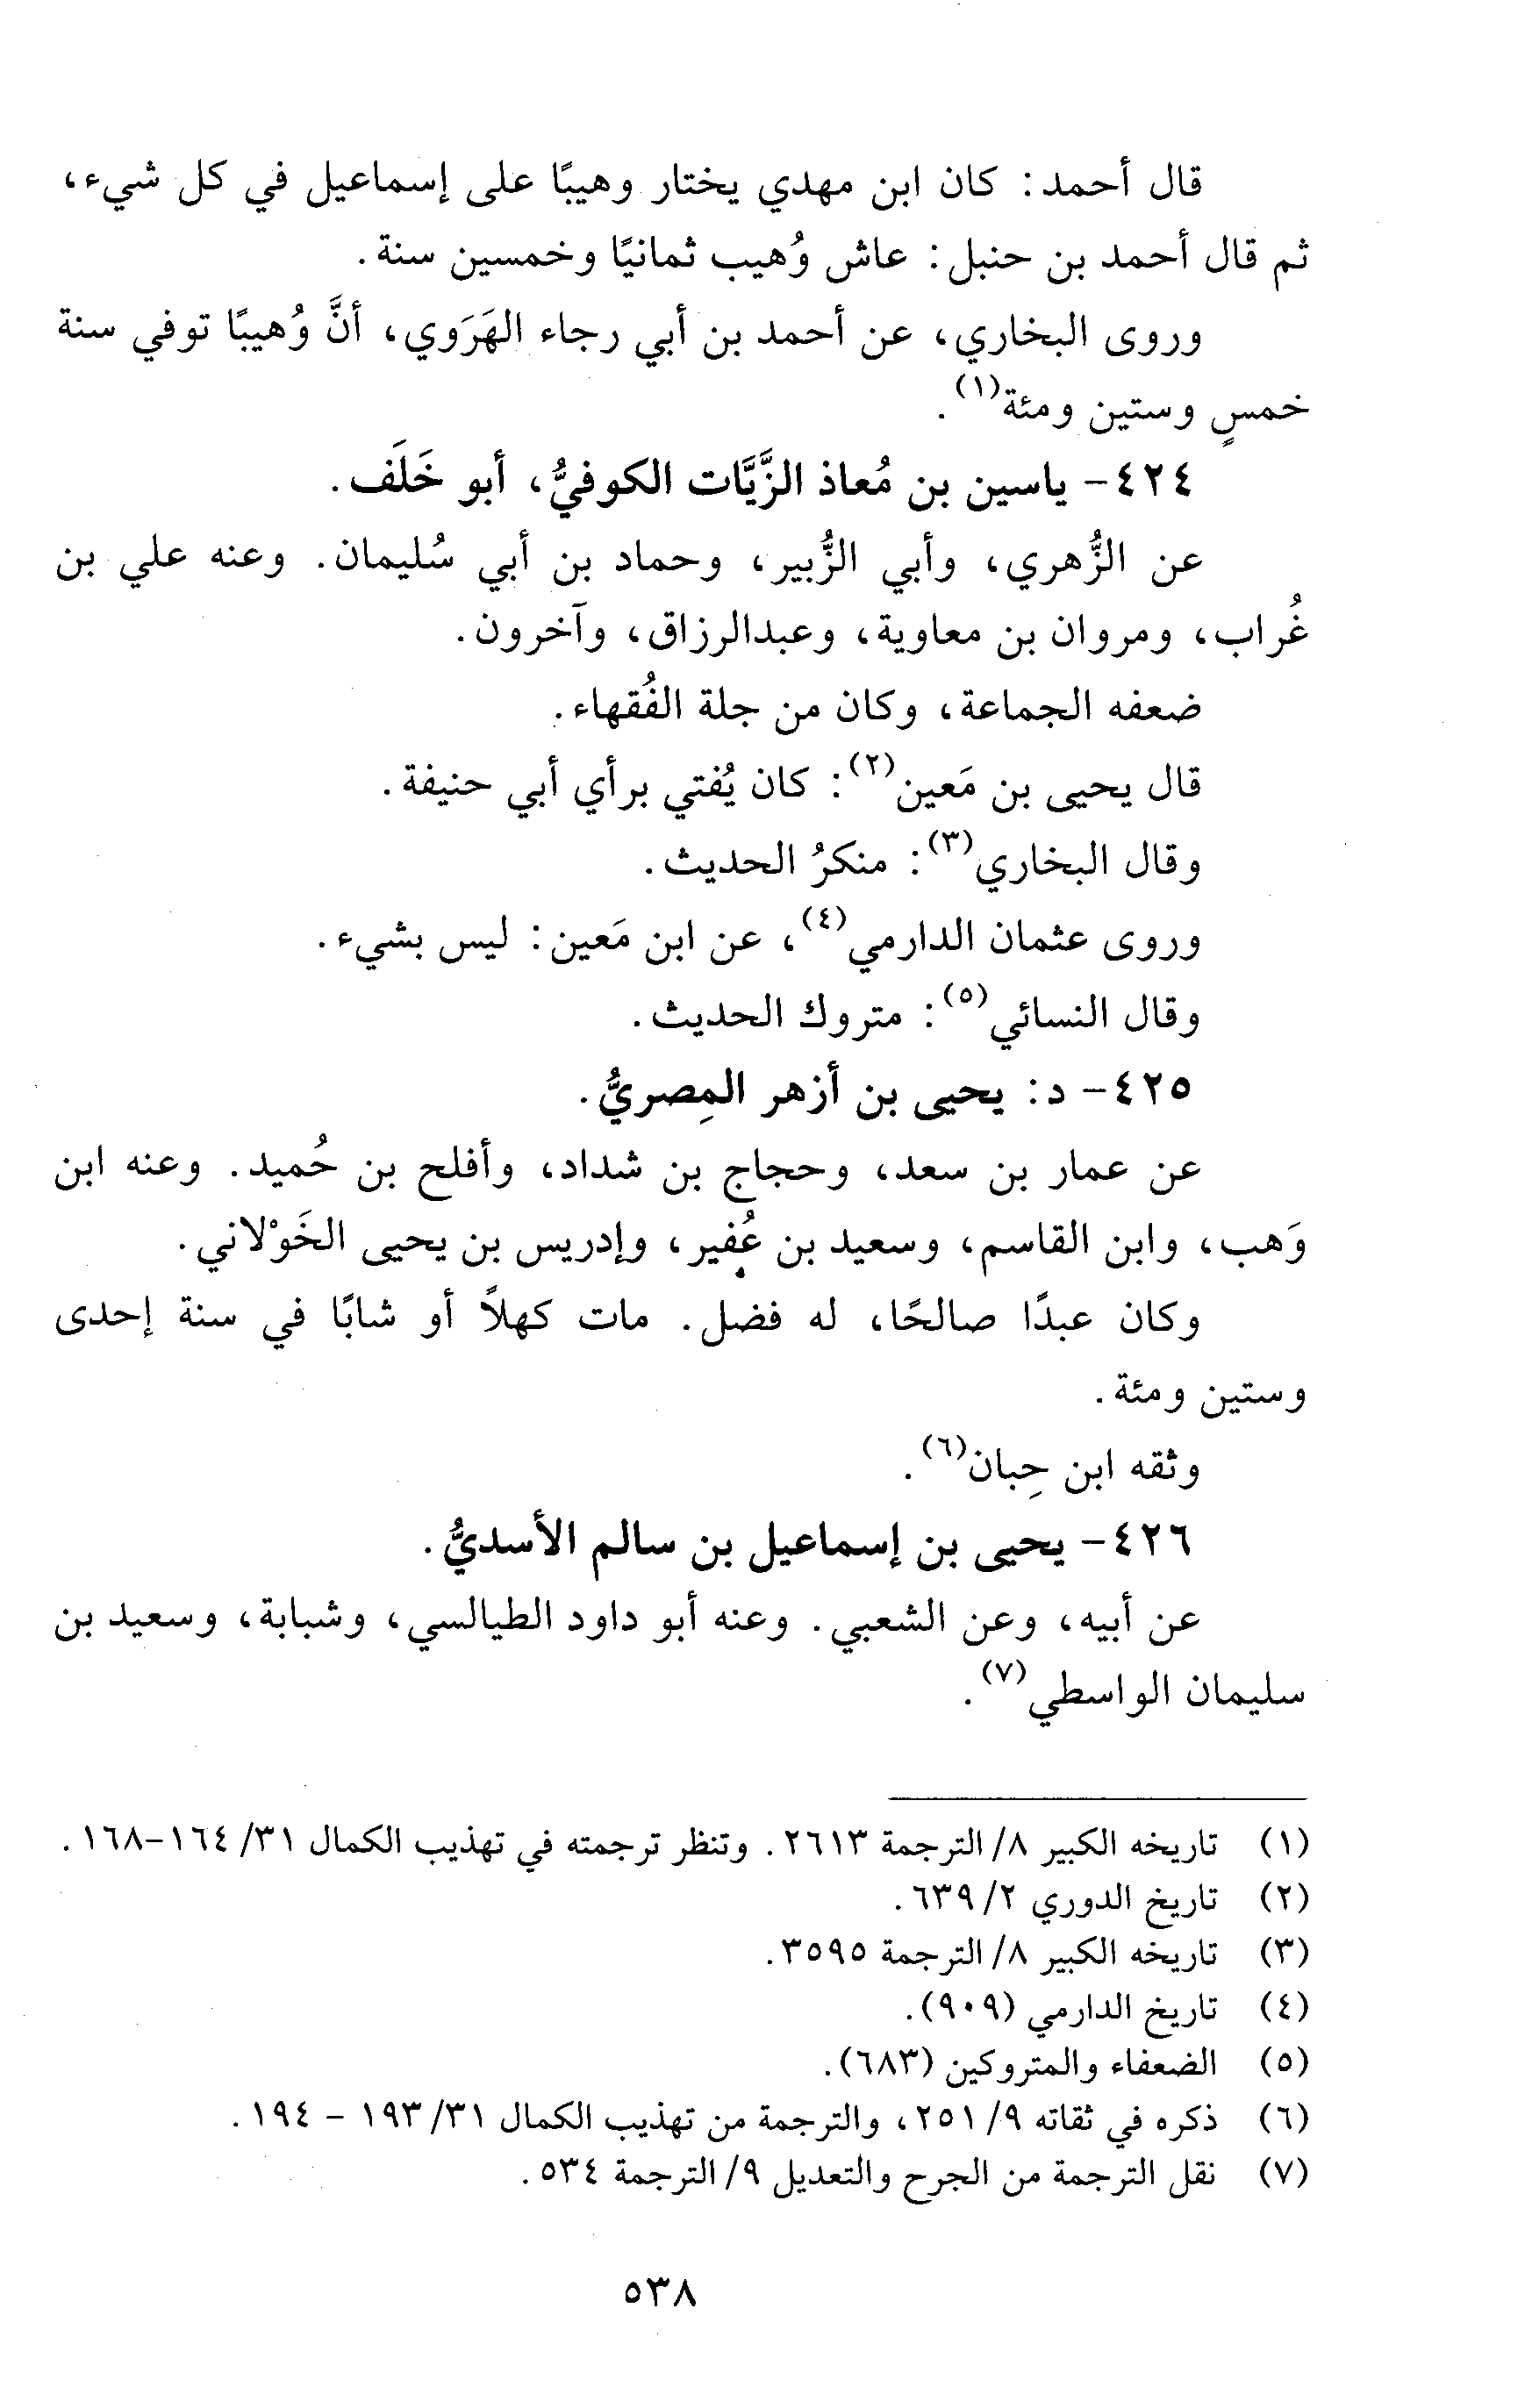 قال أحمد: كان ابن مهدي يختار وهيبًا على إسماعيل في كل شيء،
ثم قال أحمد بن حنبل: عاش وُهيب ثمانيًا وخمسين سنة.
وروى البخاري، عن أحمد بن أبي رجاء الهَرَوي، أنَّ وُهيبًا توفي سنة
خمسٍ وستين ومئة(١).
٤٢٤- ياسين بن مُعاذ الزَّيَّات الكوفيُّ، أبو خَلَف.
عن الزُّهري، وأبي الزُّبير، وحماد بن أبي سُليمان. وعنه علي بن
غُراب، ومروان بن معاوية، وعبدالرزاق، وآخرون.
ضعفه الجماعة، وكان من جلة الفُقهاء.
قال يحيى بن مَعين(٢): كان يُفتي برأي أبي حنيفة.
وقال البخاري(٣): منكرُ الحديث.
وروى عثمان الدارمي(٤)، عن ابن مَعين: ليس بشيء.
وقال النسائي(٥): متروك الحديث.
٤٢٥- د: يحيى بن أزهر المِصريُّ.
عن عمار بن سعد، وحجاج بن شداد، وأفلح بن حُميد. وعنه ابن
وَهب، وابن القاسم، وسعيد بن عُفير، وإدريس بن يحيى الخَوْلاني.
وكان عبدًا صالحًا، له فضل. مات كهلاً أو شابًا في سنة إحدى
وستين ومئة.
وثقه ابن حِبان(٦).
٤٢٦- يحيى بن إسماعيل بن سالم الأسديُّ.
عن أبيه، وعن الشعبي. وعنه أبو داود الطيالسي، وشبابة، وسعيد بن
سليمان الواسطي(٧).
(١) تاريخه الكبير ٨/ الترجمة ٢٦١٣. وتنظر ترجمته في تهذيب الكمال ٣١/ ١٦٤-١٦٨.
(٢) تاريخ الدوري ٢/ ٦٣٩.
(٣) تاريخه الكبير ٨/ الترجمة ٣٥٩٥.
(٤) تاريخ الدارمي (٩٠٩).
(٥) الضعفاء والمتروكين (٦٨٣).
(٦) ذكره في ثقاته ٩/ ٢٥١، والترجمة من تهذيب الكمال ٣١/ ١٩٣ - ١٩٤.
(٧) نقل الترجمة من الجرح والتعديل ٩/ الترجمة ٥٣٤.
٥٣٨